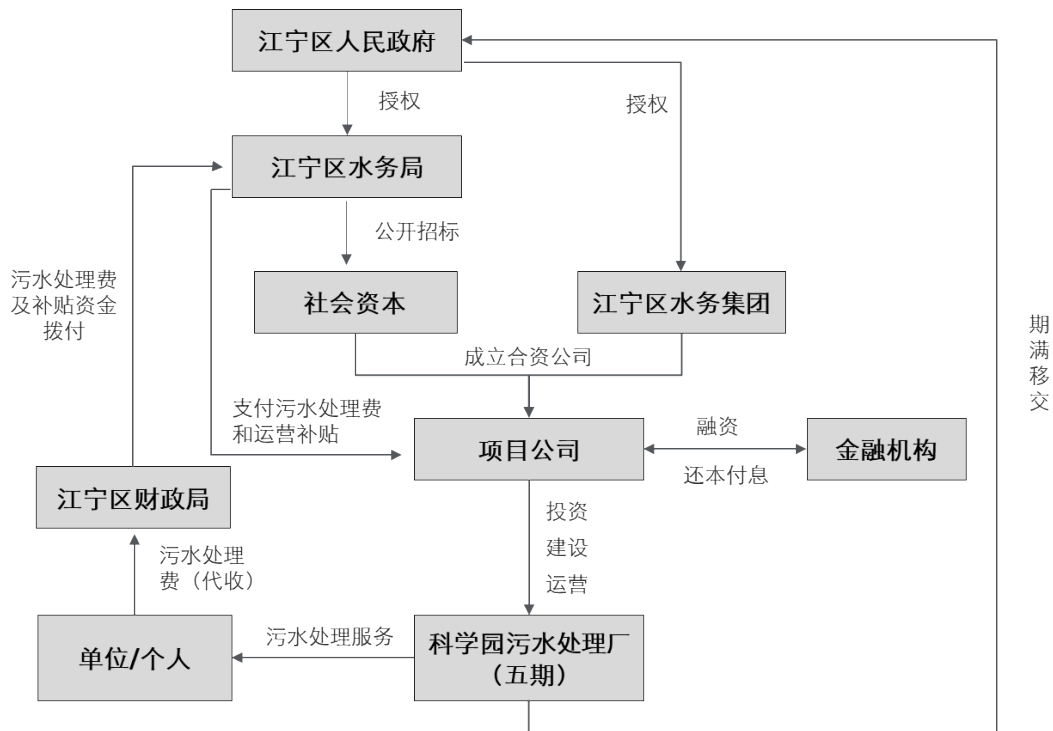 江宁区人民政府
授权
授权
江宁区水务局
公开招标
污水处理费
及补贴资金
拨付
社会资本
江宁区水务集团
期
满
移
交
成立合资公司
支付污水处理费
和运营补贴
项目公司
融资
还本付息
金融机构
江宁区财政局
投资
建设
运营
污水处理
费（代收）
单位/个人
污水处理服务
科学园污水处理厂
（五期）